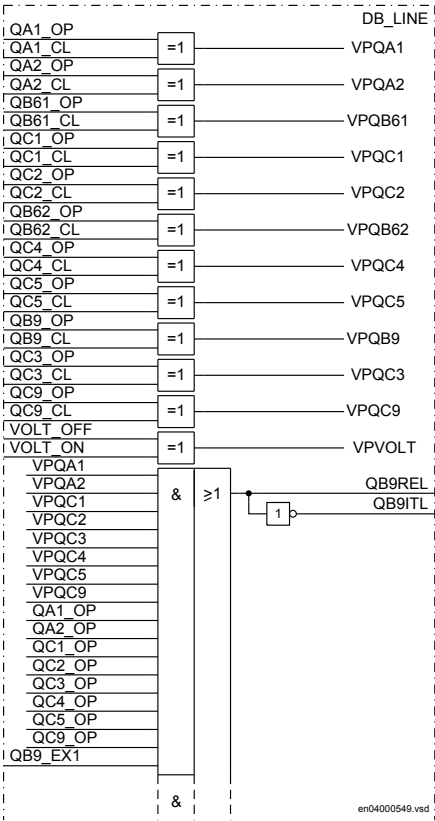 DB_LINE
QA1_OP
QA1_CL =1 VPQA1
QA2_OP
QA2_CL =1 VPQA2
QB61_OP
QB61_CL =1 VPQB61
QC1_OP
QC1_CL =1 VPQC1
QC2_OP
QC2_CL =1 VPQC2
QB62_OP
QB62_CL =1 VPQB62
QC4_OP
QC4_CL =1 VPQC4
QC5_OP
QC5_CL =1 VPQC5
QB9_OP
QB9_CL =1 VPQB9
QC3_OP
QC3_CL =1 VPQC3
QC9_OP
QC9_CL =1 VPQC9
VOLT_OFF
VOLT_ON =1 VPVOLT
VPQA1
VPQA2 & ≥1 QB9REL
VPQC1 1 QB9ITL
VPQC2
VPQC3
VPQC4
VPQC5
VPQC9
QA1_OP
QA2_OP
QC1_OP
QC2_OP
QC3_OP
QC4_OP
QC5_OP
QC9_OP
QB9_EX1
&
en04000549.vsd